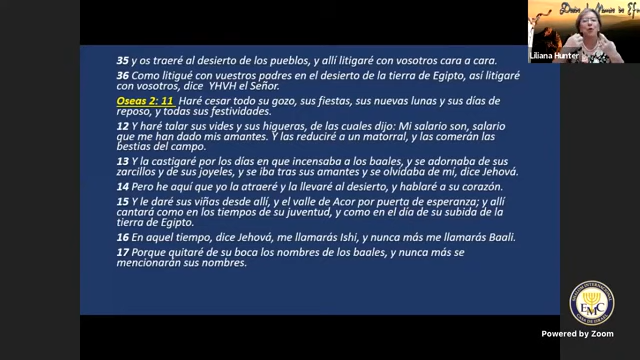 Desde el Monte de Efr
Liliana Hunter
35 y os traeré al desierto de los pueblos, y allí litigaré con vosotros cara a cara.
36 Como litigué con vuestros padres en el desierto de la tierra de Egipto, así litigaré
con vosotros, dice YHVH el Señor.
Oseas 2: 11 Haré cesar todo su gozo, sus fiestas, sus nuevas lunas y sus días de
reposo, y todas sus festividades.
12 Y haré talar sus vides y sus higueras, de las cuales dijo: Mi salario son, salario
que me han dado mis amantes. Y las reduciré a un matorral, y las comerán las
bestias del campo.
13 Y la castigaré por los días en que incensaba a los baales, y se adornaba de sus
zarcillos y de sus joyeles, y se iba tras sus amantes y se olvidaba de mí, dice Jehová.
14 Pero he aquí que yo la atraeré y la llevaré al desierto, y hablaré a su corazón.
15 Y le daré sus viñas desde allí, y el valle de Acor por puerta de esperanza; y allí
cantará como en los tiempos de su juventud, y como en el día de su subida de la
tierra de Egipto.
16 En aquel tiempo, dice Jehová, me llamarás Ishi, y nunca más me llamarás Baali.
17 Porque quitaré de su boca los nombres de los baales, y nunca más se
mencionarán sus nombres.
EMC
Powered by Zoom